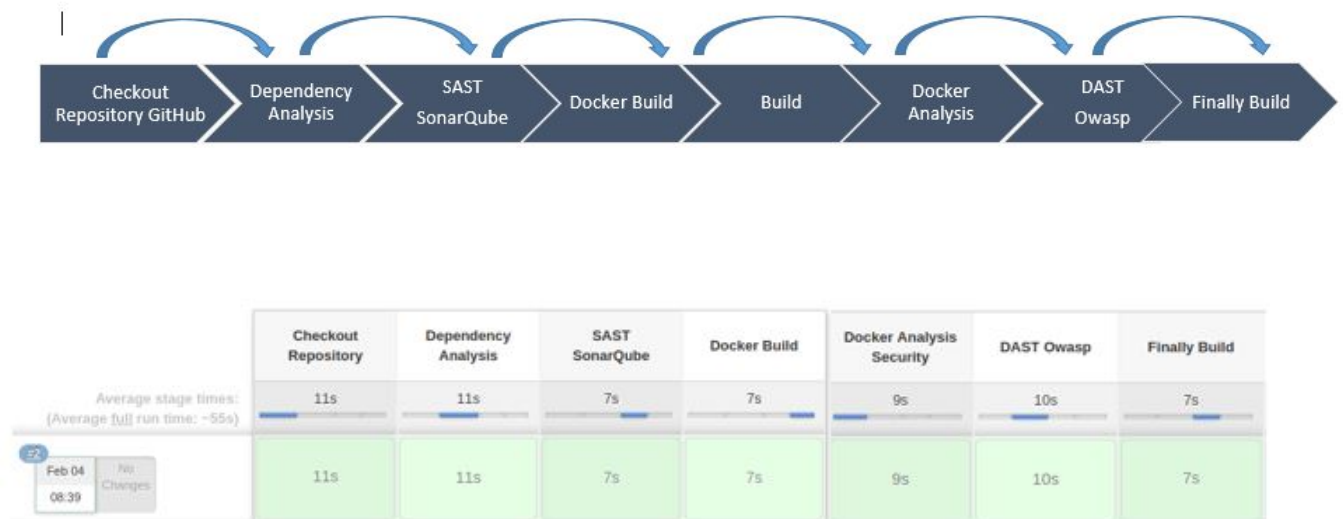 Checkout
Repository GitHub
Dependency
Analysis
SAST
SonarQube
Docker Build
Build
Docker
Analysis
DAST
Owasp
Finally Build
Checkout
Repository
Dependency
Analysis
SAST
SonarQube
Docker Build
Docker Analysis
Security
DAST Owasp
Finally Build
Average stage times:
(Average full run time: ~55s)
11s
11s
7s
7s
9s
10s
7s
#2
Feb 04
08:39
No
Changes
11s
11s
7s
7s
9s
10s
7s